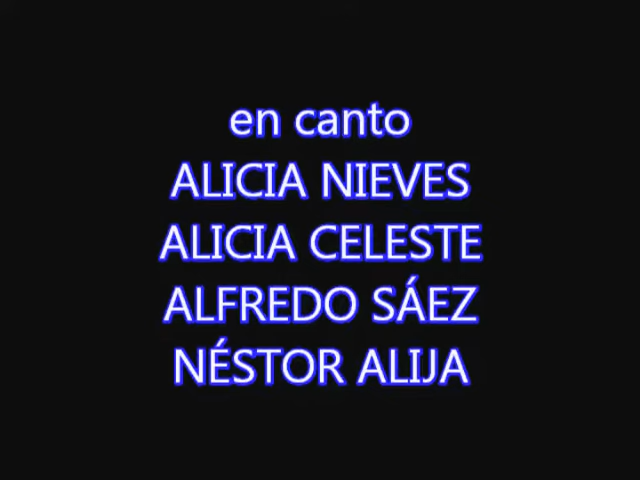 en canto
ALICIA NIEVES
ALICIA CELESTE
ALFREDO SÁEZ
NÉSTOR ALIJA